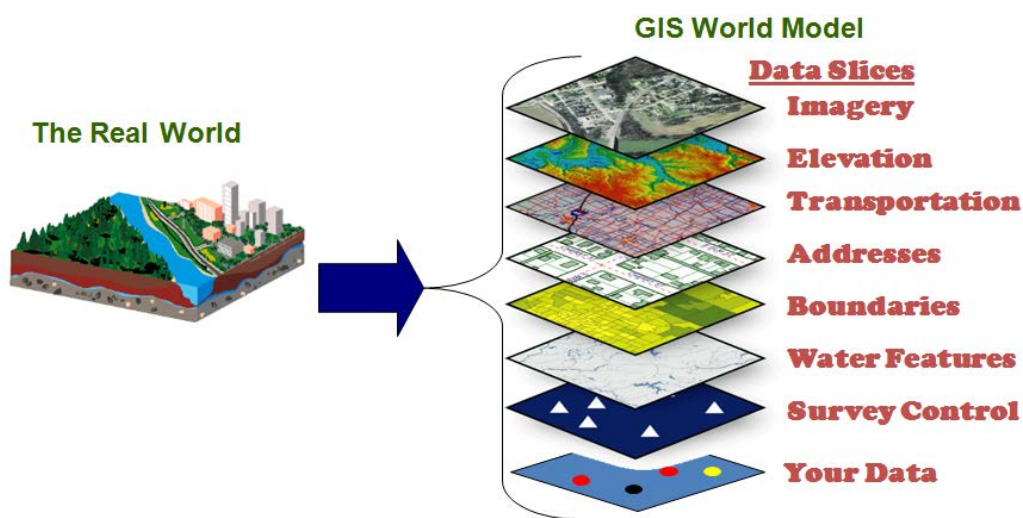 GIS World Model
The Real World
Data Slices
Imagery
Elevation
Transportation
Addresses
Boundaries
Water Features
Survey Control
Your Data